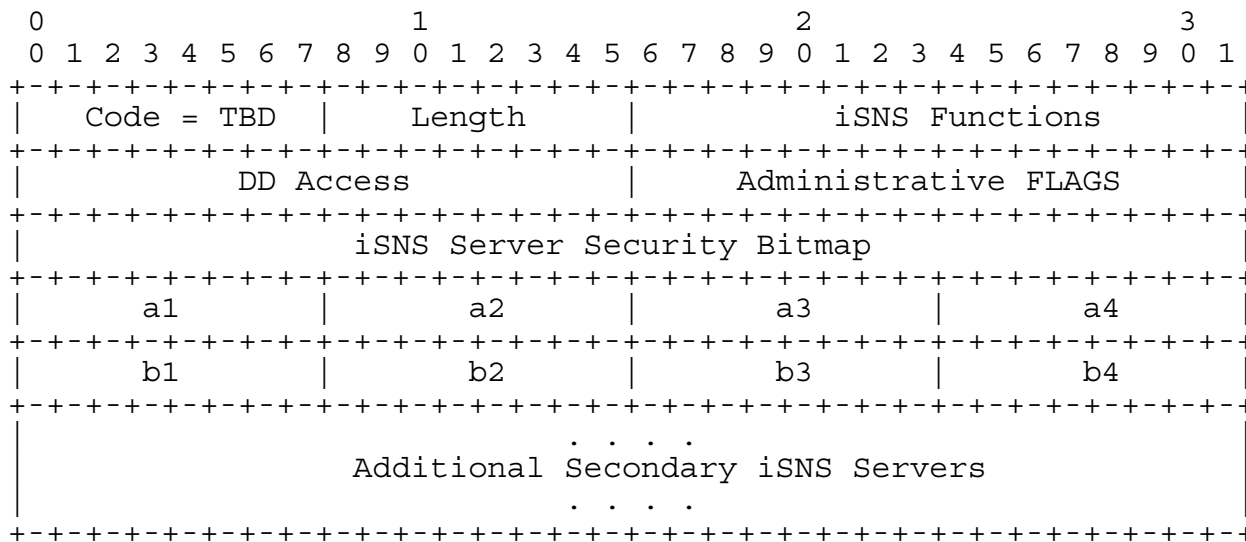 0                   1                   2                   3
 0 1 2 3 4 5 6 7 8 9 0 1 2 3 4 5 6 7 8 9 0 1 2 3 4 5 6 7 8 9 0 1
+-+-+-+-+-+-+-+-+-+-+-+-+-+-+-+-+-+-+-+-+-+-+-+-+-+-+-+-+-+-+-+-+
|   Code = TBD  |    Length     |          iSNS Functions       |
+-+-+-+-+-+-+-+-+-+-+-+-+-+-+-+-+-+-+-+-+-+-+-+-+-+-+-+-+-+-+-+-+
|           DD Access           |     Administrative FLAGS      |
+-+-+-+-+-+-+-+-+-+-+-+-+-+-+-+-+-+-+-+-+-+-+-+-+-+-+-+-+-+-+-+-+
|                 iSNS Server Security Bitmap                   |
+-+-+-+-+-+-+-+-+-+-+-+-+-+-+-+-+-+-+-+-+-+-+-+-+-+-+-+-+-+-+-+-+
|      a1       |       a2      |       a3      |       a4      |
+-+-+-+-+-+-+-+-+-+-+-+-+-+-+-+-+-+-+-+-+-+-+-+-+-+-+-+-+-+-+-+-+
|      b1       |       b2      |       b3      |       b4      |
+-+-+-+-+-+-+-+-+-+-+-+-+-+-+-+-+-+-+-+-+-+-+-+-+-+-+-+-+-+-+-+-+
|                            . . . .                            |
|                 Additional Secondary iSNS Servers             |
|                            . . . .                            |
+-+-+-+-+-+-+-+-+-+-+-+-+-+-+-+-+-+-+-+-+-+-+-+-+-+-+-+-+-+-+-+-+